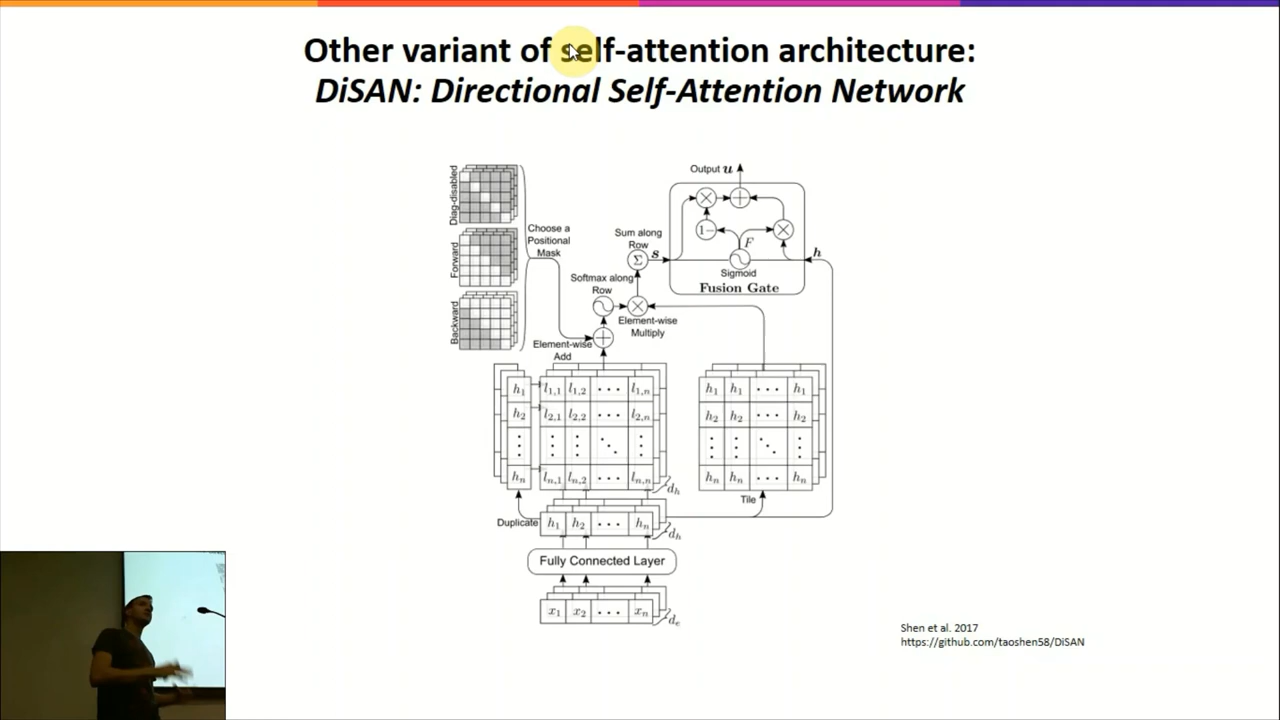 Other variant of self-attention architecture:
DiSAN: Directional Self-Attention Network
Output u
Diag-disabled
Forward
Backward
Choose a
Positional
Mask
Sum along
Row
Softmax along
Row
Σ
s
1-
F
h
Sigmoid
Fusion Gate
Element-wise
Multiply
Element-wise
Add
h1 l1,1 l1,2 ··· l1,n
h2 l2,1 l2,2 ··· l2,n
hn ln,1 ln,2 ··· ln,n
dh
h1 h1 ··· h1
h2 h2 ··· h2
hn hn ··· hn
Tile
Duplicate
h1 h2 ··· hn
dh
Fully Connected Layer
x1 x2 ··· xn
de
Shen et al. 2017
https://github.com/taoshen58/DiSAN